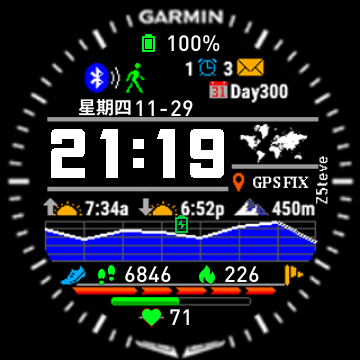 GARMIN
100%
1 3
31 Day300
星期四 11-29
21:19
GPS FIX
Z5teve
7:34a 6:52p 450m
6846 226
71